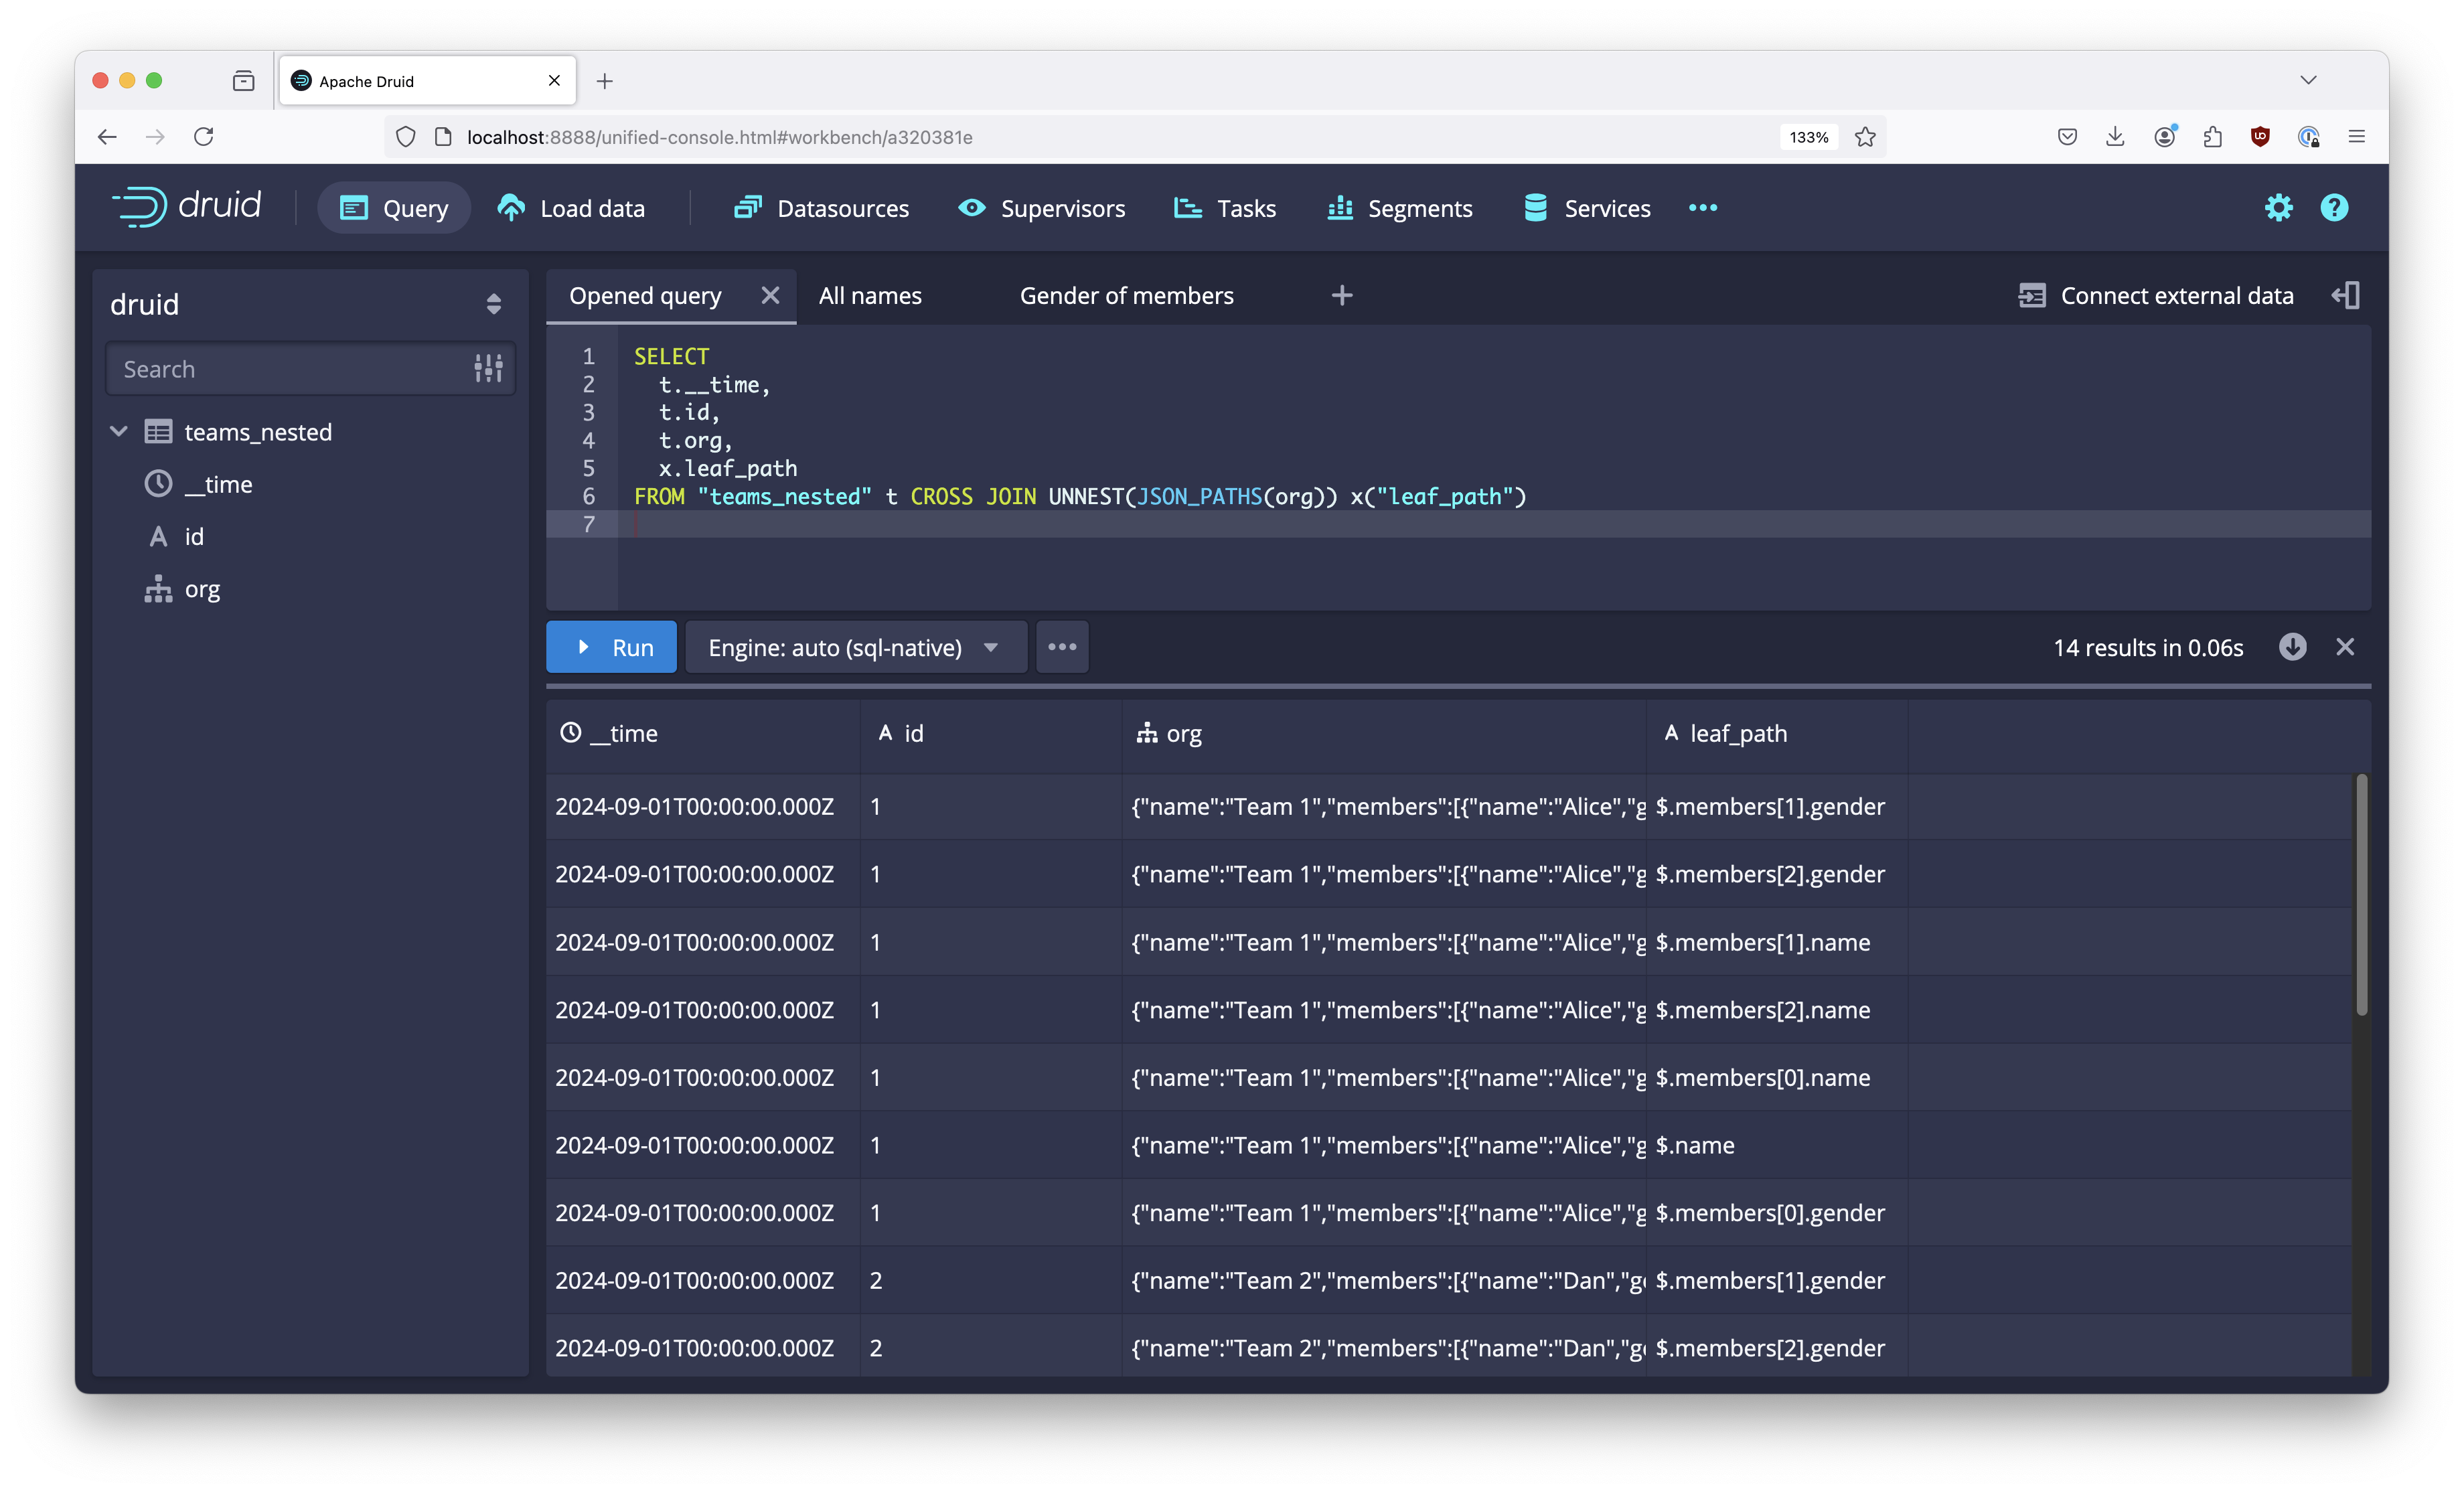 Apache Druid
localhost:8888/unified-console.html#workbench/a320381e
133%
druid
Query
Load data
Datasources
Supervisors
Tasks
Segments
Services
druid
Search
teams_nested
__time
id
org
Opened query
All names
Gender of members
Connect external data
1 SELECT
2 t.__time,
3 t.id,
4 t.org,
5 x.leaf_path
6 FROM "teams_nested" t CROSS JOIN UNNEST(JSON_PATHS(org)) x("leaf_path")
7
Run
Engine: auto (sql-native)
14 results in 0.06s
__time id org leaf_path
2024-09-01T00:00:00.000Z 1 {"name":"Team 1","members":[{"name":"Alice","g $.members[1].gender
2024-09-01T00:00:00.000Z 1 {"name":"Team 1","members":[{"name":"Alice","g $.members[2].gender
2024-09-01T00:00:00.000Z 1 {"name":"Team 1","members":[{"name":"Alice","g $.members[1].name
2024-09-01T00:00:00.000Z 1 {"name":"Team 1","members":[{"name":"Alice","g $.members[2].name
2024-09-01T00:00:00.000Z 1 {"name":"Team 1","members":[{"name":"Alice","g $.members[0].name
2024-09-01T00:00:00.000Z 1 {"name":"Team 1","members":[{"name":"Alice","g $.name
2024-09-01T00:00:00.000Z 1 {"name":"Team 1","members":[{"name":"Alice","g $.members[0].gender
2024-09-01T00:00:00.000Z 2 {"name":"Team 2","members":[{"name":"Dan","ge $.members[1].gender
2024-09-01T00:00:00.000Z 2 {"name":"Team 2","members":[{"name":"Dan","ge $.members[2].gender